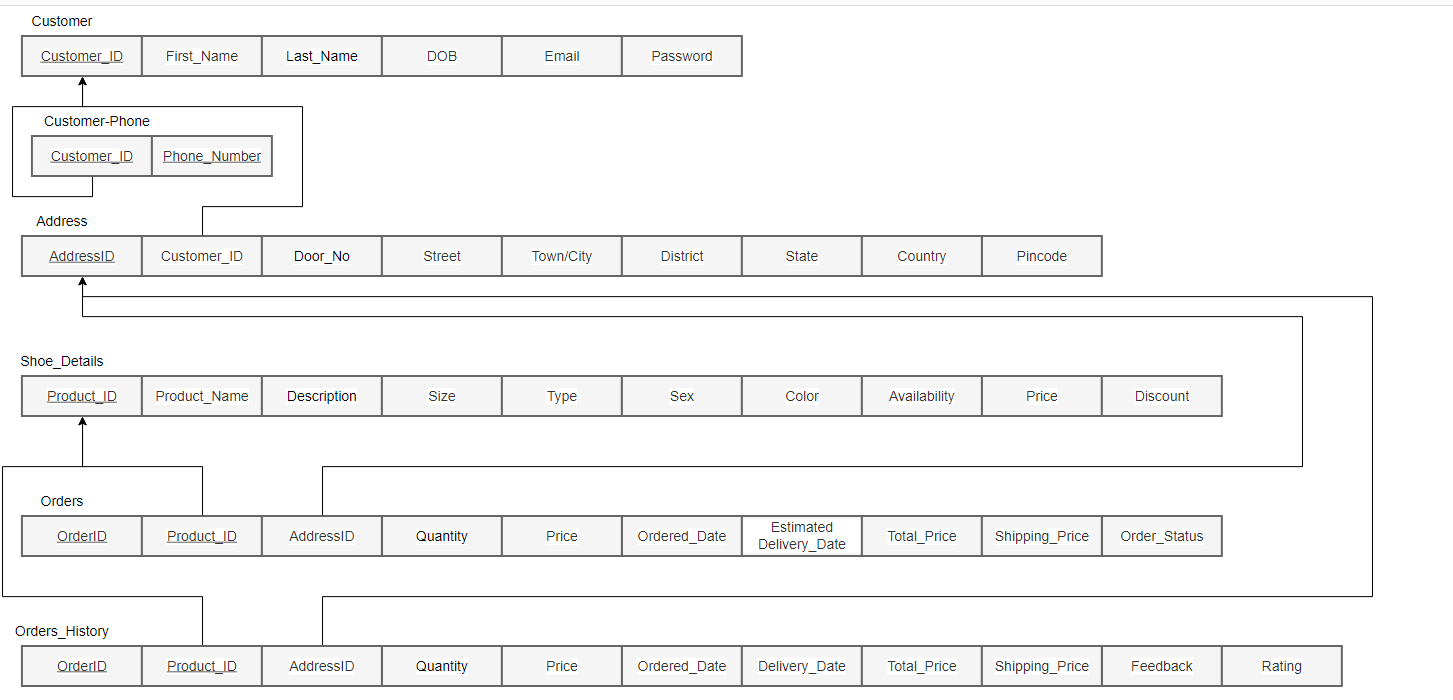 Customer
Customer_ID First_Name Last_Name DOB Email Password
Customer-Phone
Customer_ID Phone_Number
Address
AddressID Customer_ID Door_No Street Town/City District State Country Pincode
Shoe_Details
Product_ID Product_Name Description Size Type Sex Color Availability Price Discount
Orders
OrderID Product_ID AddressID Quantity Price Ordered_Date Estimated Delivery_Date Total_Price Shipping_Price Order_Status
Orders_History
OrderID Product_ID AddressID Quantity Price Ordered_Date Delivery_Date Total_Price Shipping_Price Feedback Rating